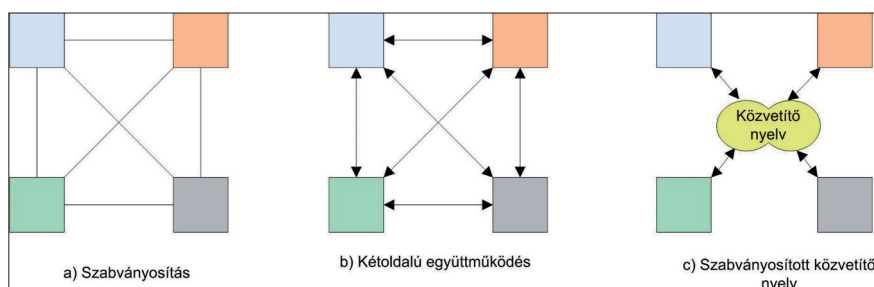 Közvetítő
nyelv
a) Szabványosítás
b) Kétoldalú együttműködés
c) Szabványosított közvetítő
nyelv